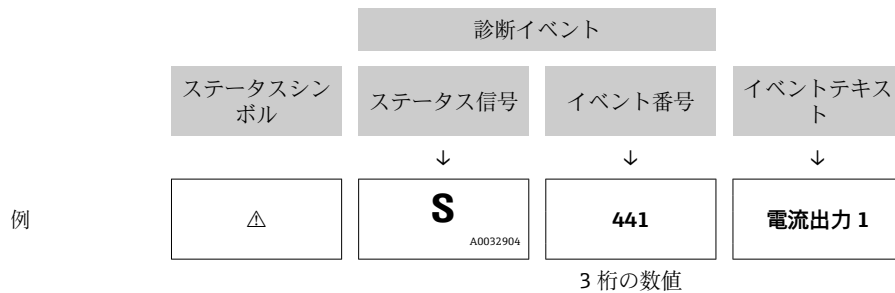 診断イベント
ステータスシン
ボル
ステータス信号
イベント番号
イベントテキス
ト
↓
↓
↓
例
⚠
S
A0032904
441
電流出力 1
3 桁の数値